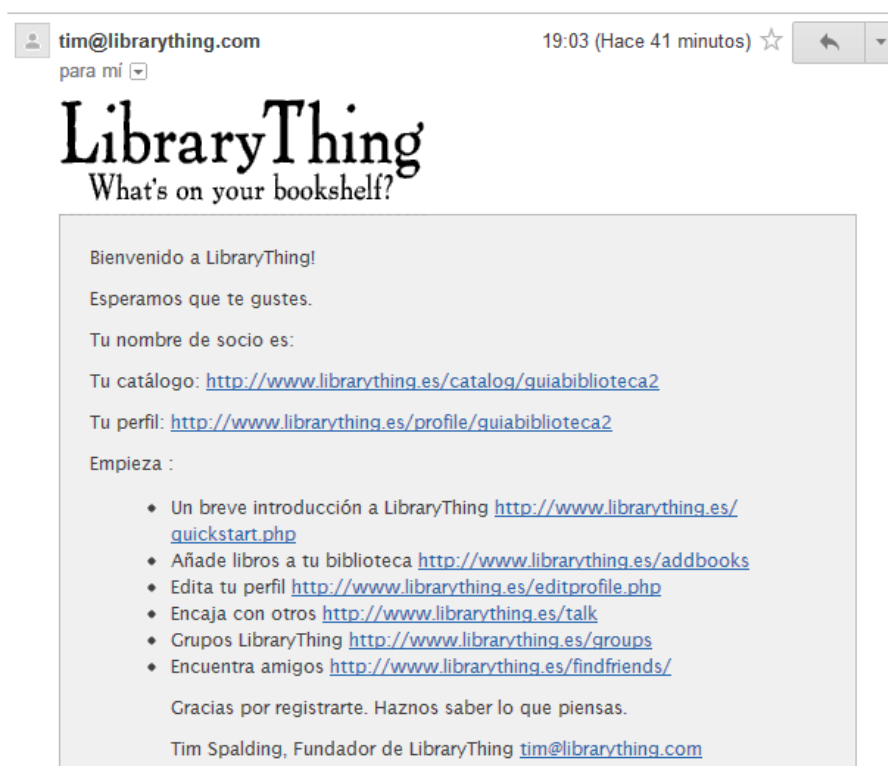 tim@librarything.com 19:03 (Hace 41 minutos)
para mí
LibraryThing
What's on your bookshelf?
Bienvenido a LibraryThing!
Esperamos que te gustes.
Tu nombre de socio es:
Tu catálogo: http://www.librarything.es/catalog/guiabiblioteca2
Tu perfil: http://www.librarything.es/profile/guiabiblioteca2
Empieza :
• Un breve introducción a LibraryThing http://www.librarything.es/
quickstart.php
• Añade libros a tu biblioteca http://www.librarything.es/addbooks
• Edita tu perfil http://www.librarything.es/editprofile.php
• Encaja con otros http://www.librarything.es/talk
• Grupos LibraryThing http://www.librarything.es/groups
• Encuentra amigos http://www.librarything.es/findfriends/
Gracias por registrarte. Haznos saber lo que piensas.
Tim Spalding, Fundador de LibraryThing tim@librarything.com